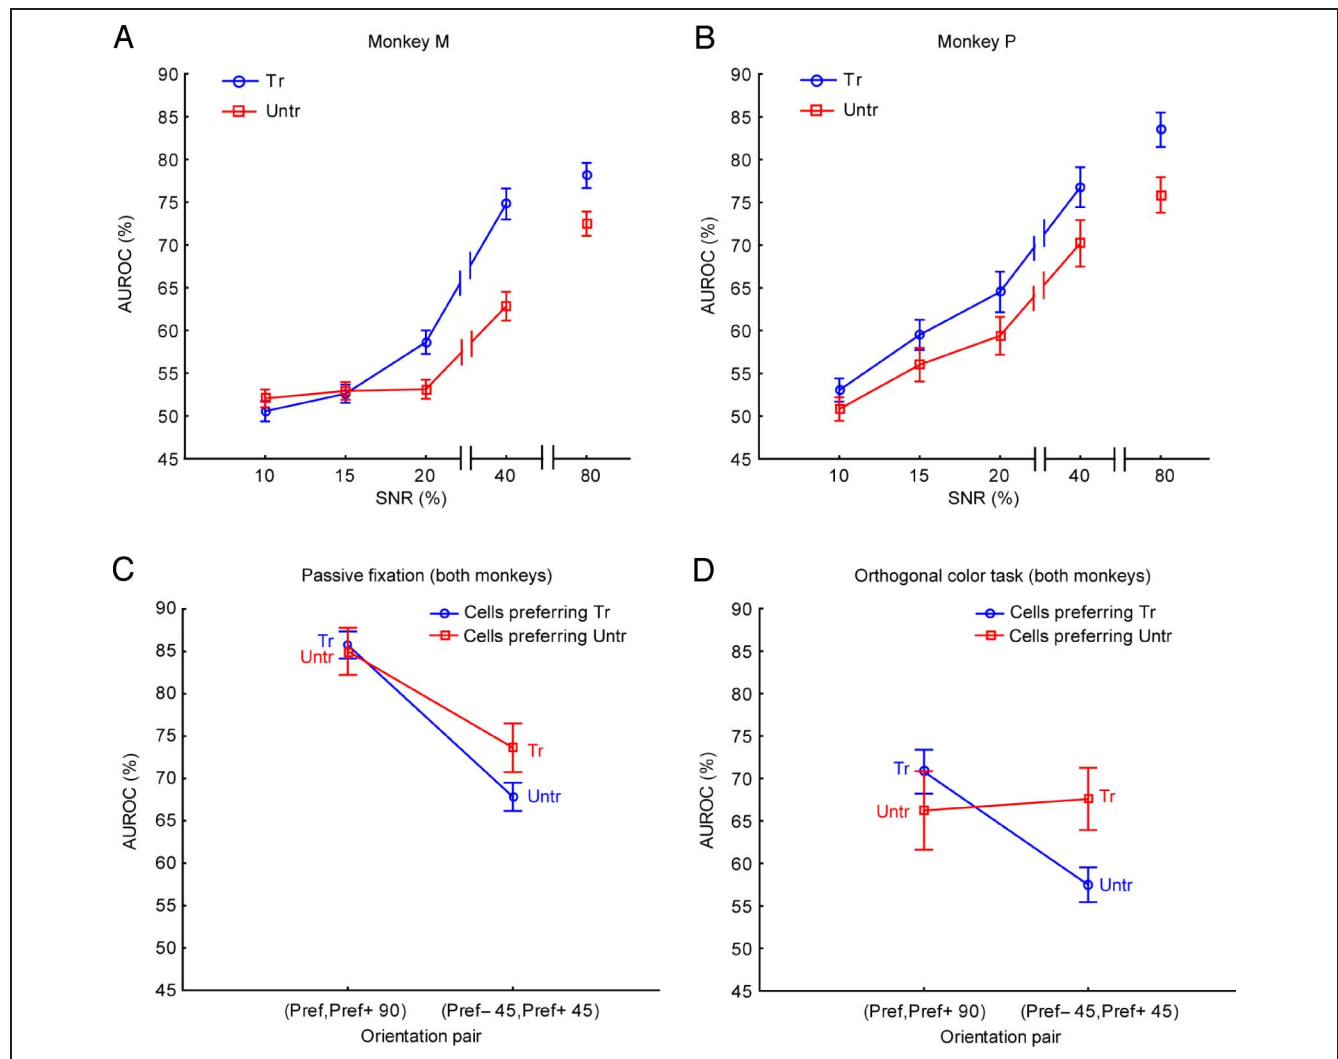 A
Monkey M
90
85
80
75
70
65
60
55
50
45
AUROC (%)
Tr
Untr
10
15
20
40
80
SNR (%)
B
Monkey P
90
85
80
75
70
65
60
55
50
45
AUROC (%)
Tr
Untr
10
15
20
40
80
SNR (%)
C
Passive fixation (both monkeys)
90
85
80
75
70
65
60
55
50
45
AUROC (%)
Cells preferring Tr
Cells preferring Untr
Tr
Untr
Tr
Untr
(Pref,Pref+ 90)
(Pref– 45,Pref+ 45)
Orientation pair
D
Orthogonal color task (both monkeys)
90
85
80
75
70
65
60
55
50
45
AUROC (%)
Cells preferring Tr
Cells preferring Untr
Tr
Untr
Tr
Untr
(Pref,Pref+ 90)
(Pref– 45,Pref+ 45)
Orientation pair